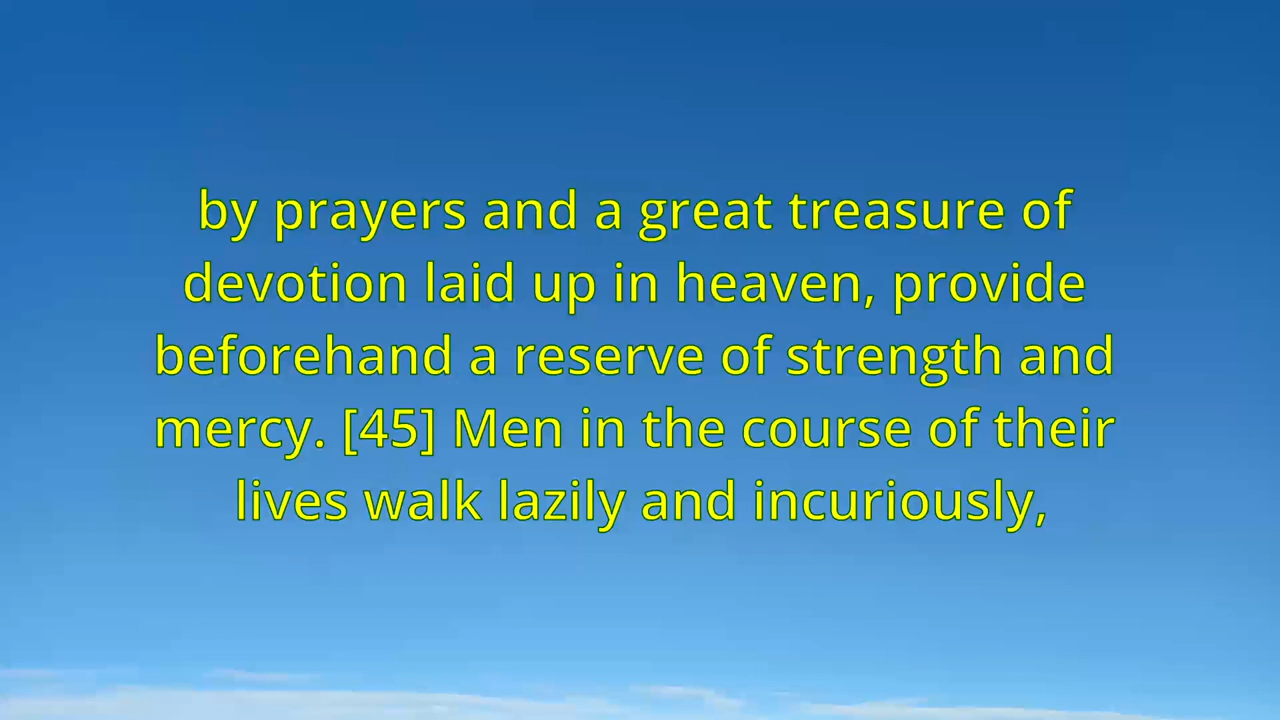 by prayers and a great treasure of
devotion laid up in heaven, provide
beforehand a reserve of strength and
mercy. [45] Men in the course of their
lives walk lazily and incuriously,